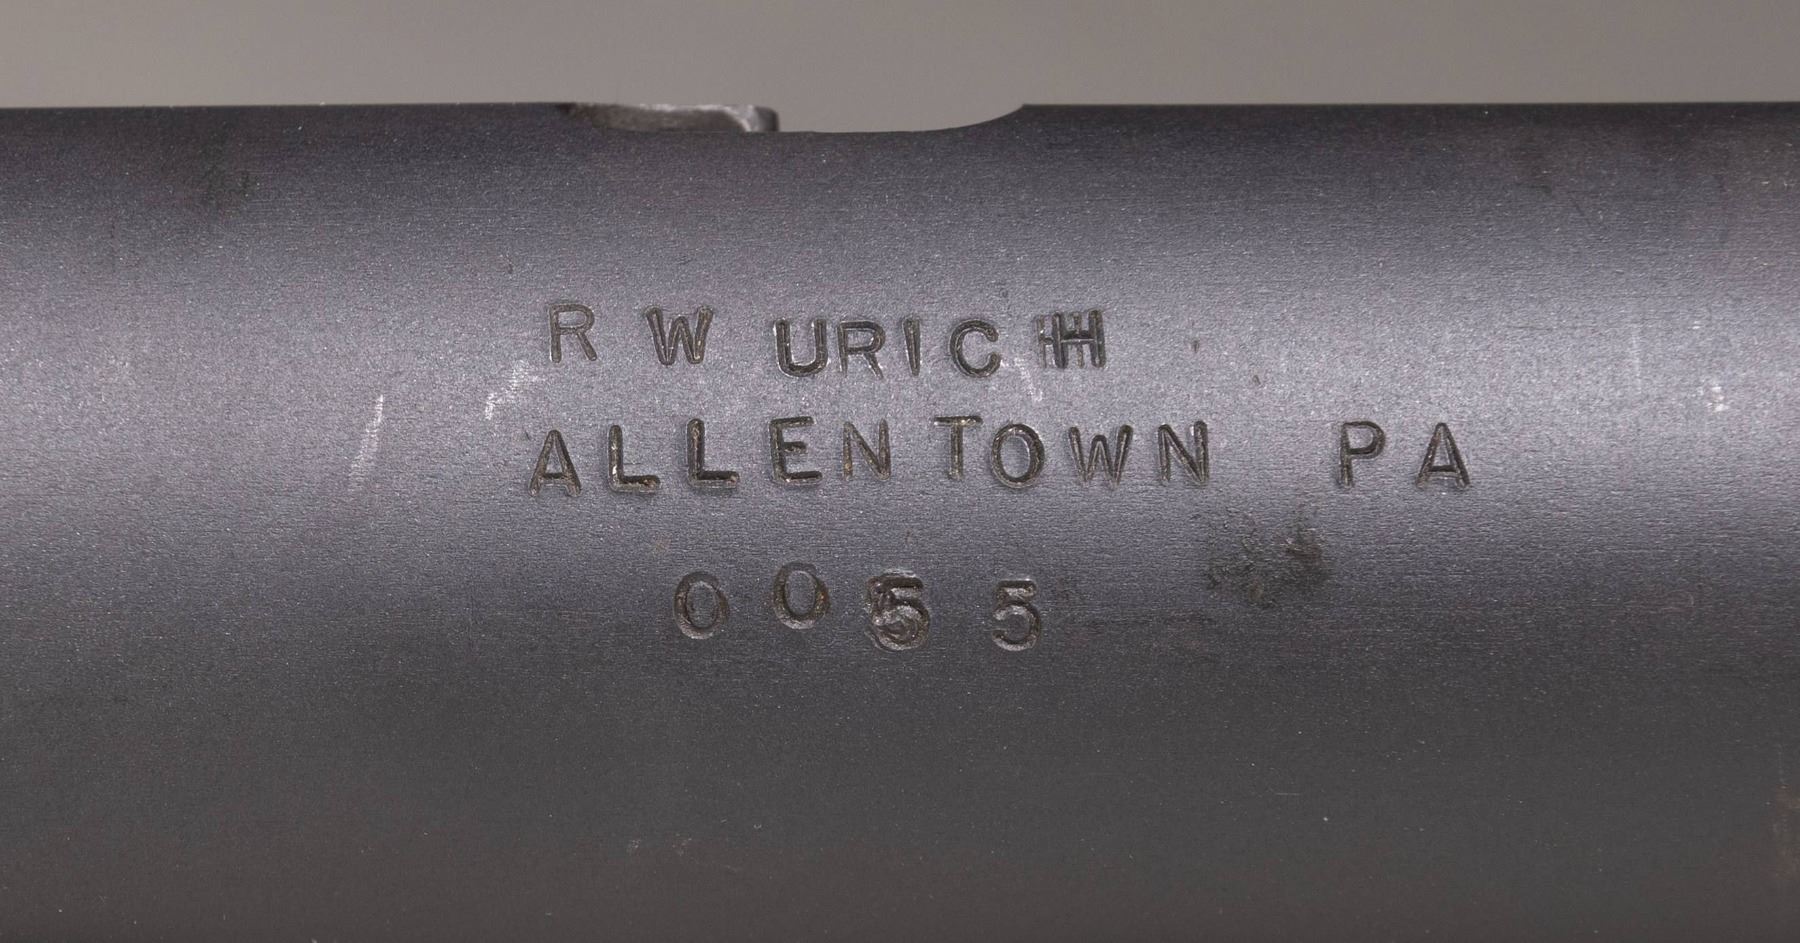 R W URICH
ALLENTOWN PA
0055